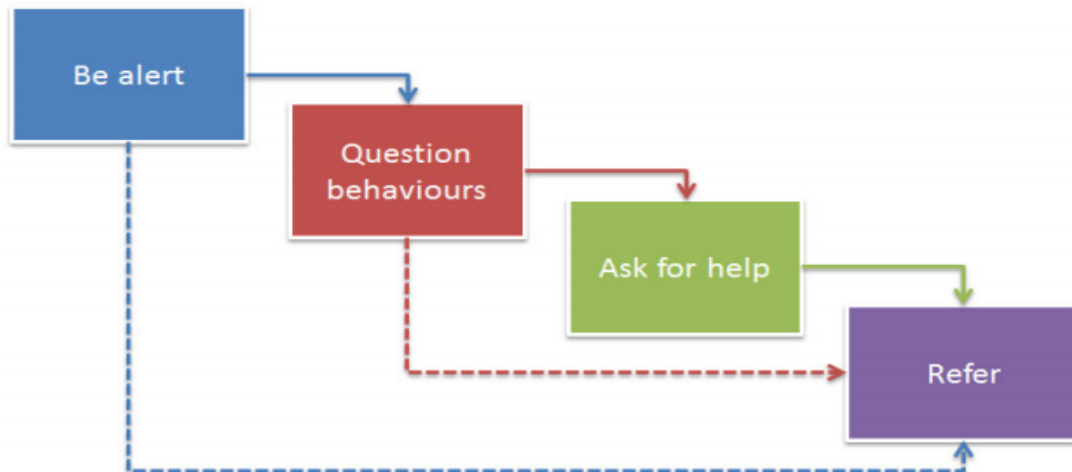 Be alert
Question
behaviours
Ask for help
Refer